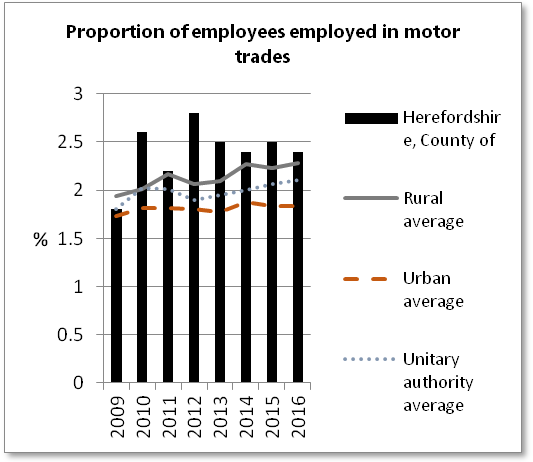 Proportion of employees employed in motor
trades
3
2.5
2
1.5
1
0.5
0
%
2009
2010
2011
2012
2013
2014
2015
2016
Herefordshir
e, County of
Rural
average
Urban
average
Unitary
authority
average